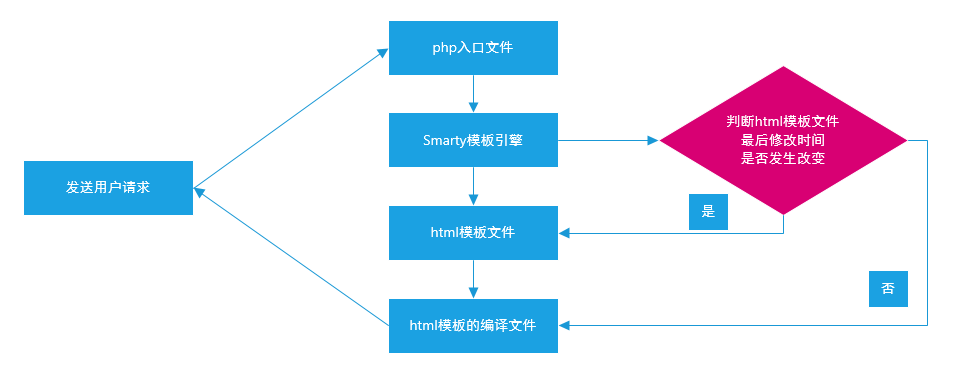 php入口文件
Smarty模板引擎
判断html模板文件
最后修改时间
是否发生改变
发送用户请求
是
html模板文件
否
html模板的编译文件